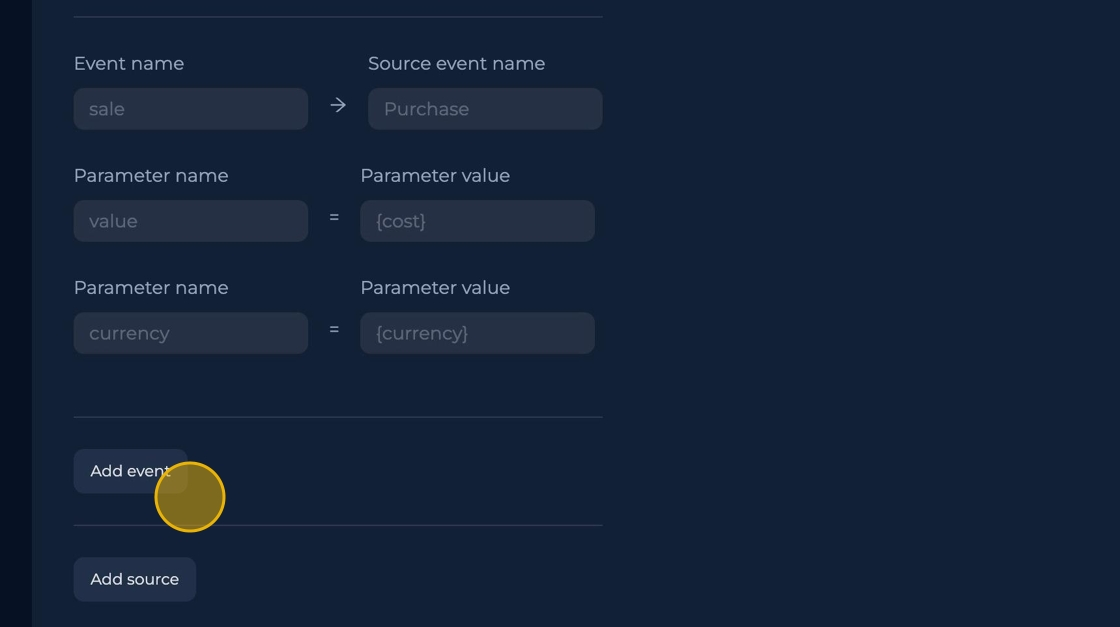 Event name Source event name
sale → Purchase
Parameter name Parameter value
value = {cost}
Parameter name Parameter value
currency = {currency}
Add event
Add source